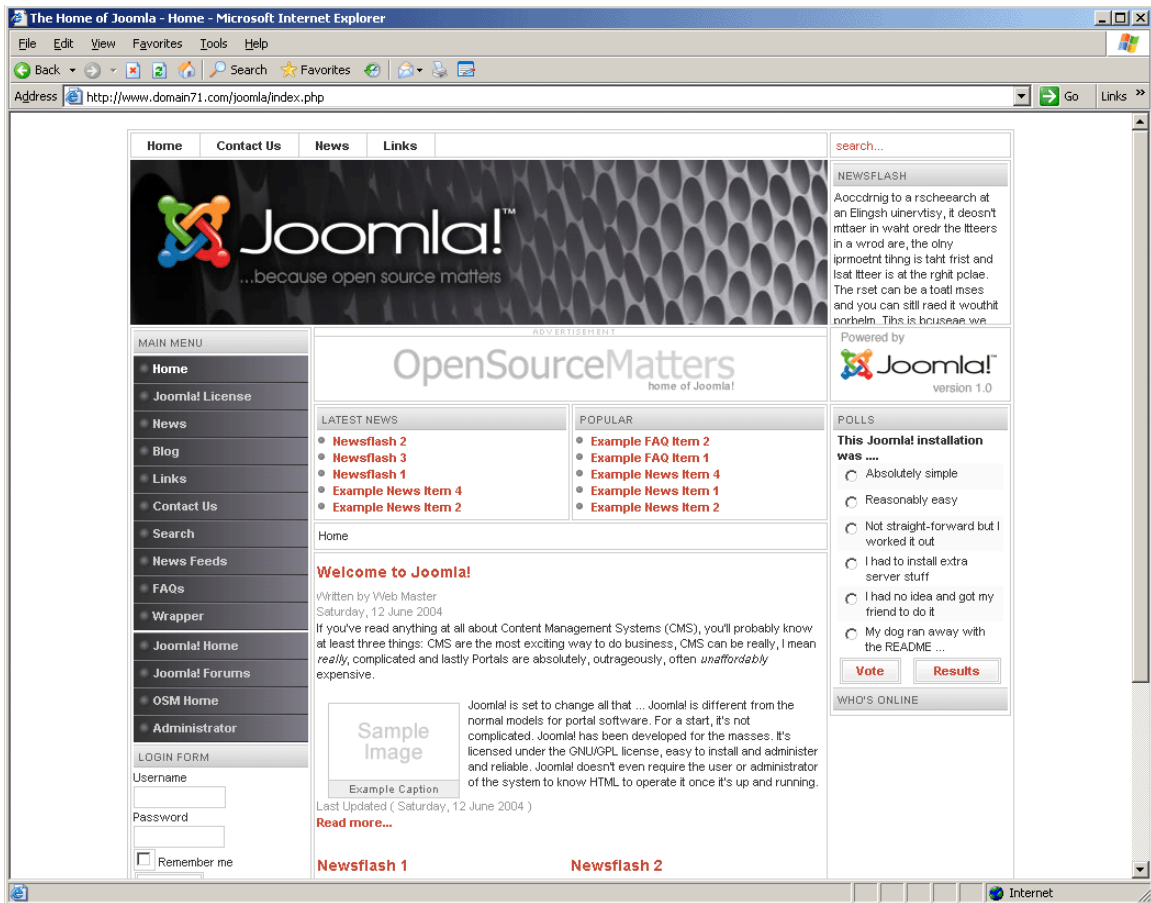 The Home of Joomla - Home - Microsoft Internet Explorer
File Edit View Favorites Tools Help
Back Search Favorites
Address http://www.domain71.com/joomla/index.php Go Links »
Home Contact Us News Links
search...
Joomla!™
...because open source matters
NEWSFLASH
Aoccdrnig to a rscheearch at
an Elingsh uinervtisy, it deosn't
mttaer in waht oredr the ltteers
in a wrod are, the olny
iprmoetnt tihng is taht frist and
lsat ltteer is at the rghit pclae.
The rset can be a toatl mses
and you can sitll raed it wouthit
porbelm. Tihs is bcuseae we
MAIN MENU
Home
Joomla! License
News
Blog
Links
Contact Us
Search
News Feeds
FAQs
Wrapper
Joomla! Home
Joomla! Forums
OSM Home
Administrator
LOGIN FORM
Username
Password
Remember me
ADVERTISEMENT
OpenSourceMatters
home of Joomla!
LATEST NEWS
Newsflash 2
Newsflash 3
Newsflash 1
Example News Item 4
Example News Item 2
POPULAR
Example FAQ Item 2
Example FAQ Item 1
Example News Item 4
Example News Item 1
Example News Item 2
Home
Welcome to Joomla!
Written by Web Master
Saturday, 12 June 2004
If you've read anything at all about Content Management Systems (CMS), you'll probably know
at least three things: CMS are the most exciting way to do business, CMS can be really, I mean
really, complicated and lastly Portals are absolutely, outrageously, often unaffordably
expensive.
Sample
Image
Example Caption
Joomla! is set to change all that ... Joomla! is different from the
normal models for portal software. For a start, it's not
complicated. Joomla! has been developed for the masses. It's
licensed under the GNU/GPL license, easy to install and administer
and reliable. Joomla! doesn't even require the user or administrator
of the system to know HTML to operate it once it's up and running.
Last Updated ( Saturday, 12 June 2004 )
Read more...
Newsflash 1 Newsflash 2
Powered by
Joomla!™
version 1.0
POLLS
This Joomla! installation
was ....
Absolutely simple
Reasonably easy
Not straight-forward but I
worked it out
I had to install extra
server stuff
I had no idea and got my
friend to do it
My dog ran away with
the README ...
Vote Results
WHO'S ONLINE
Internet